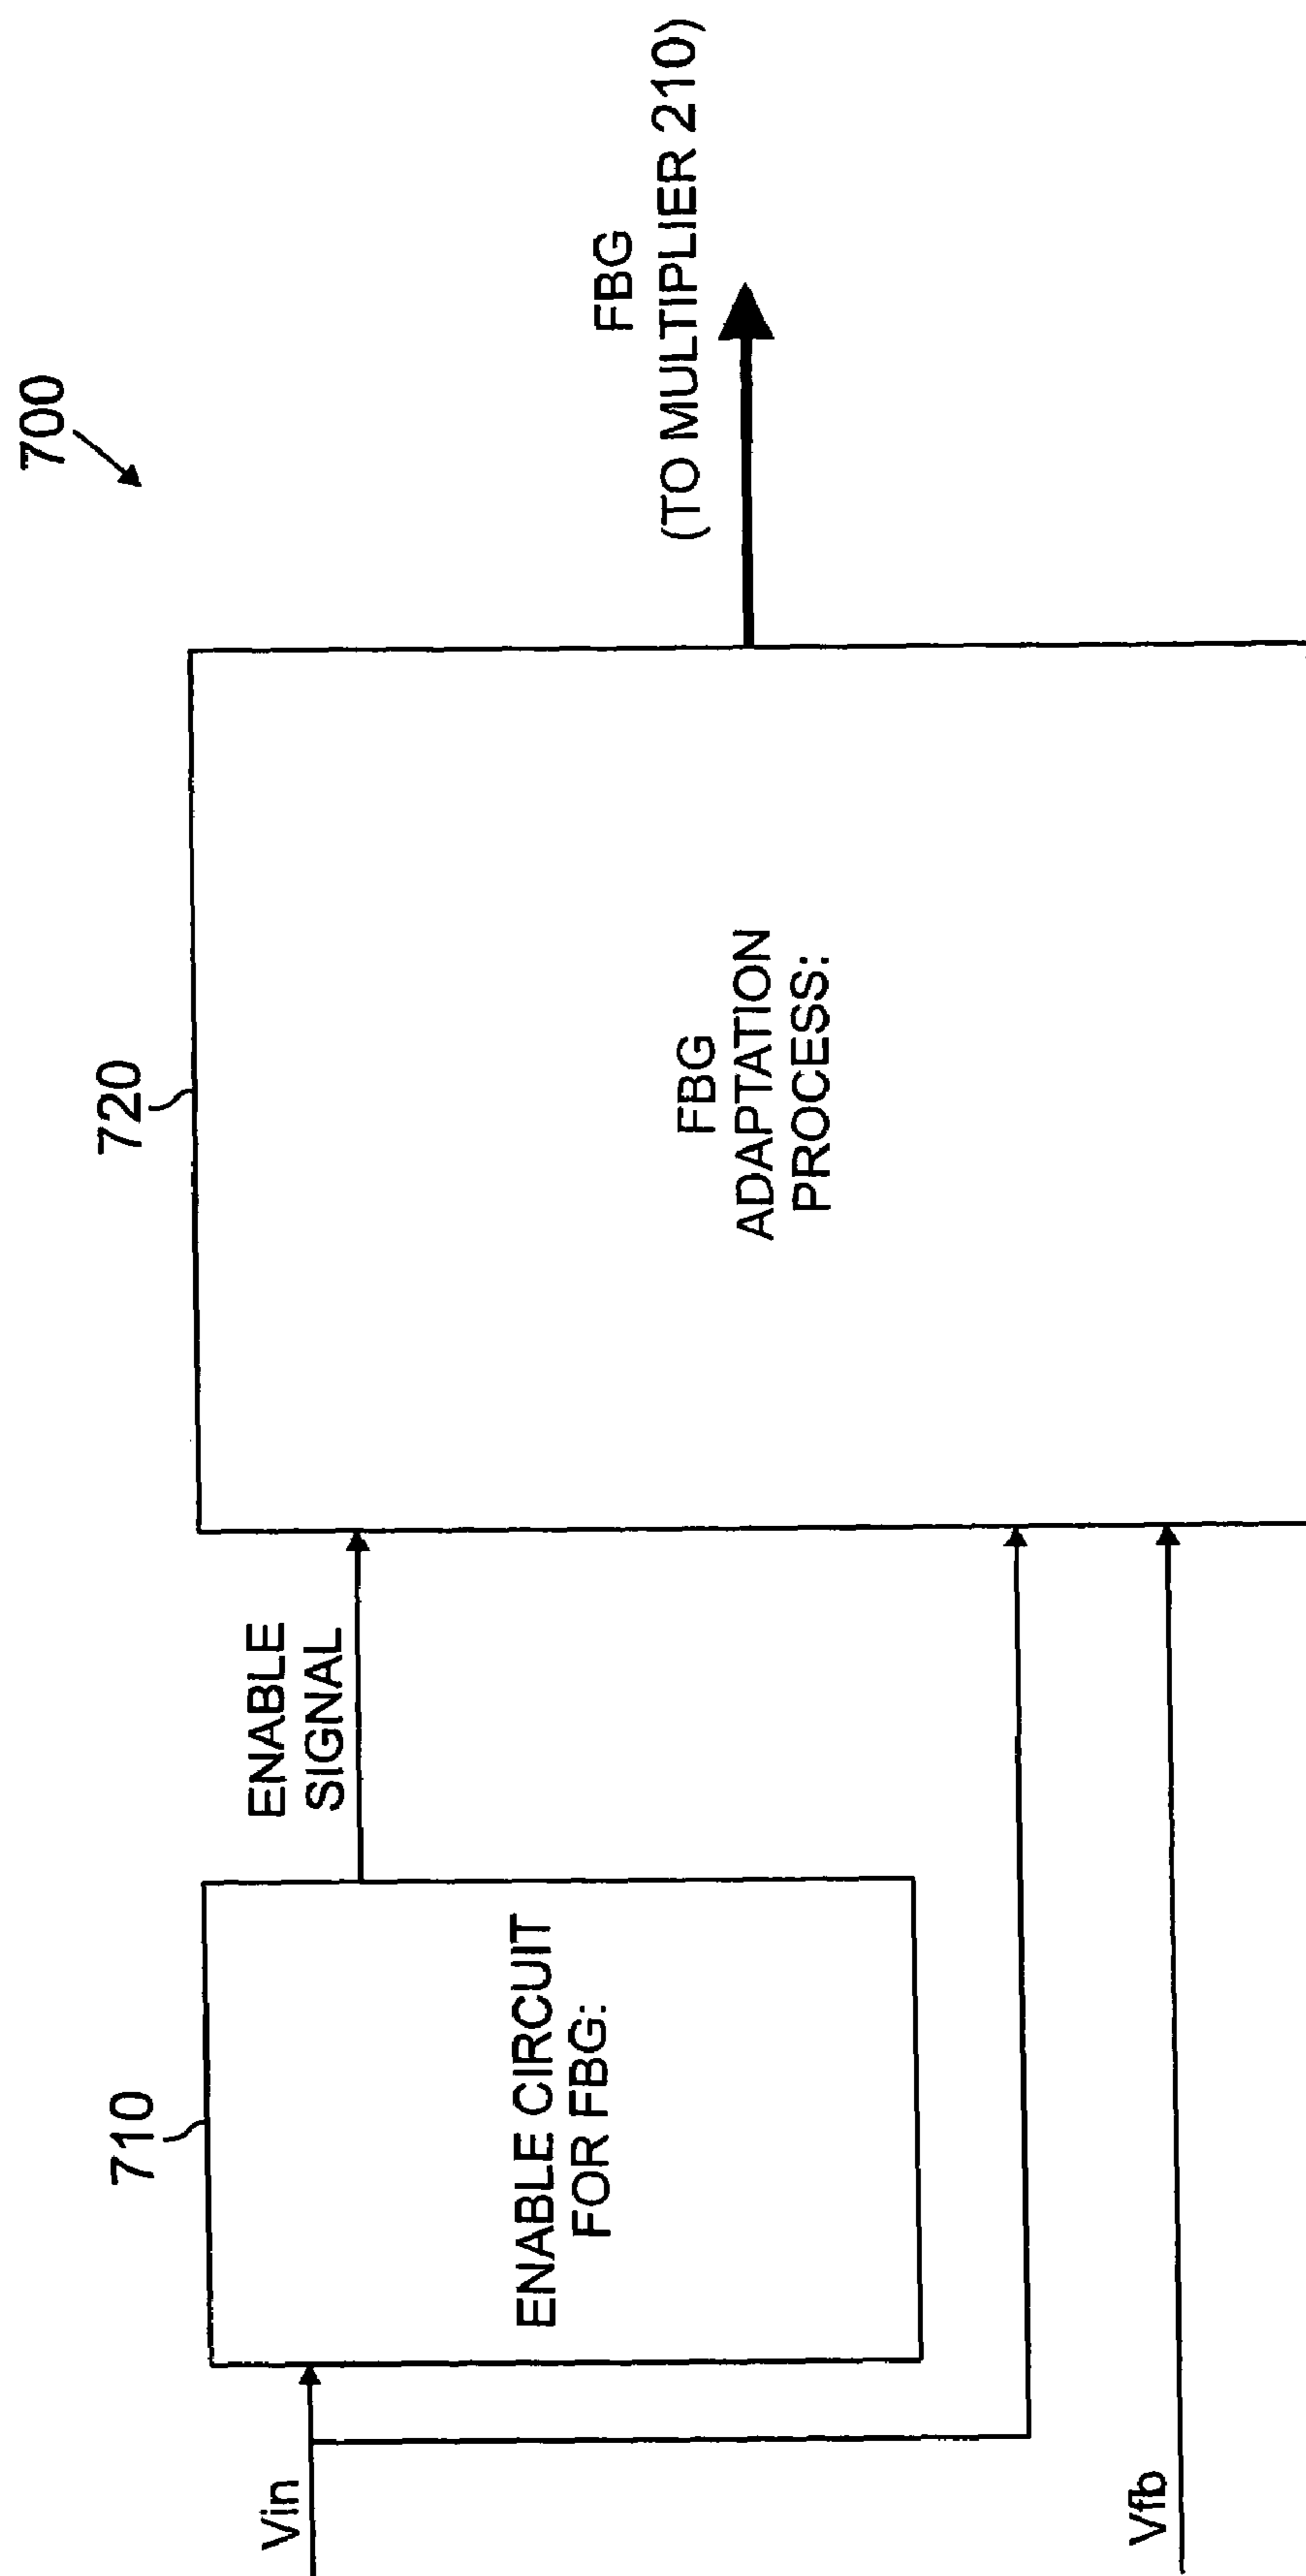 700
720
710
FBG
(TO MULTIPLIER 210)
ENABLE
SIGNAL
FBG
ADAPTATION
PROCESS:
ENABLE CIRCUIT
FOR FBG:
Vin
Vfb